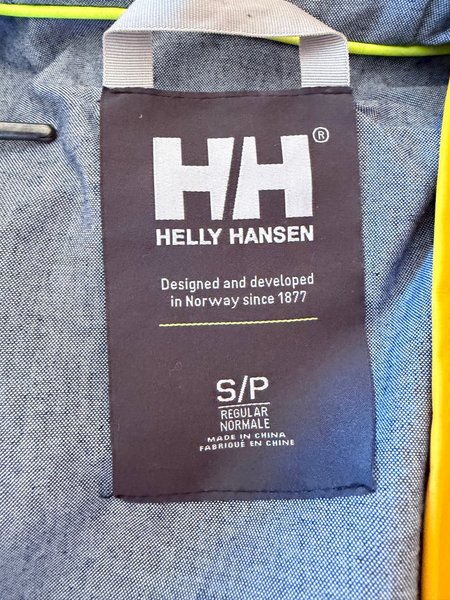 HH®
HELLY HANSEN
Designed and developed
in Norway since 1877
S/P
REGULAR
NORMALE
MADE IN CHINA
FABRIQUÉ EN CHINE